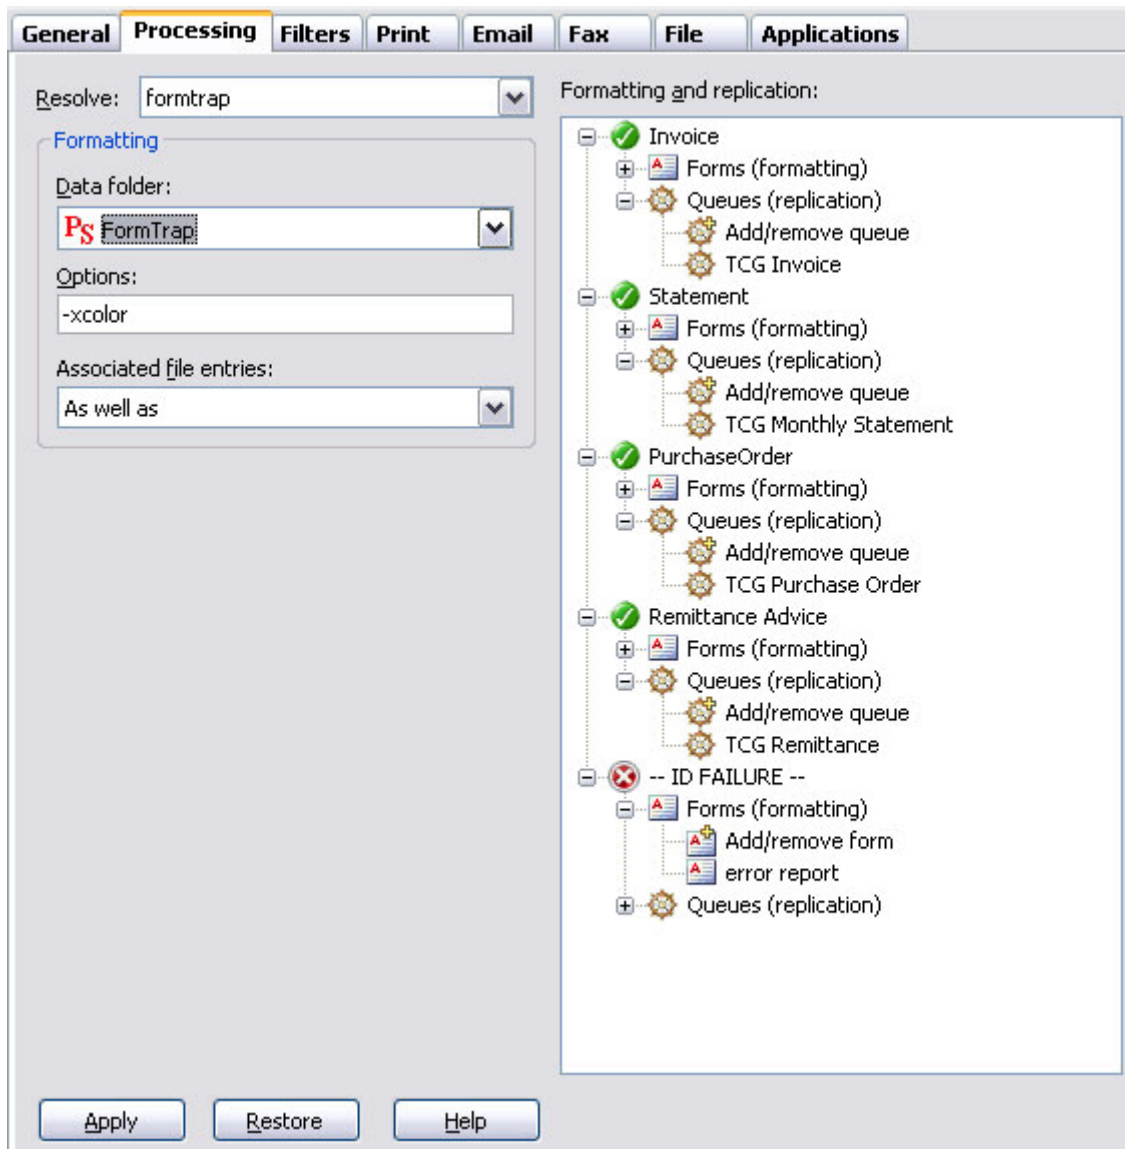 General Processing Filters Print Email Fax File Applications
Resolve: formtrap
Formatting
Data folder:
PS FormTrap
Options:
-xcolor
Associated file entries:
As well as
Formatting and replication:
Invoice
Forms (formatting)
Queues (replication)
Add/remove queue
TCG Invoice
Statement
Forms (formatting)
Queues (replication)
Add/remove queue
TCG Monthly Statement
PurchaseOrder
Forms (formatting)
Queues (replication)
Add/remove queue
TCG Purchase Order
Remittance Advice
Forms (formatting)
Queues (replication)
Add/remove queue
TCG Remittance
-- ID FAILURE --
Forms (formatting)
Add/remove form
error report
Queues (replication)
Apply Restore Help